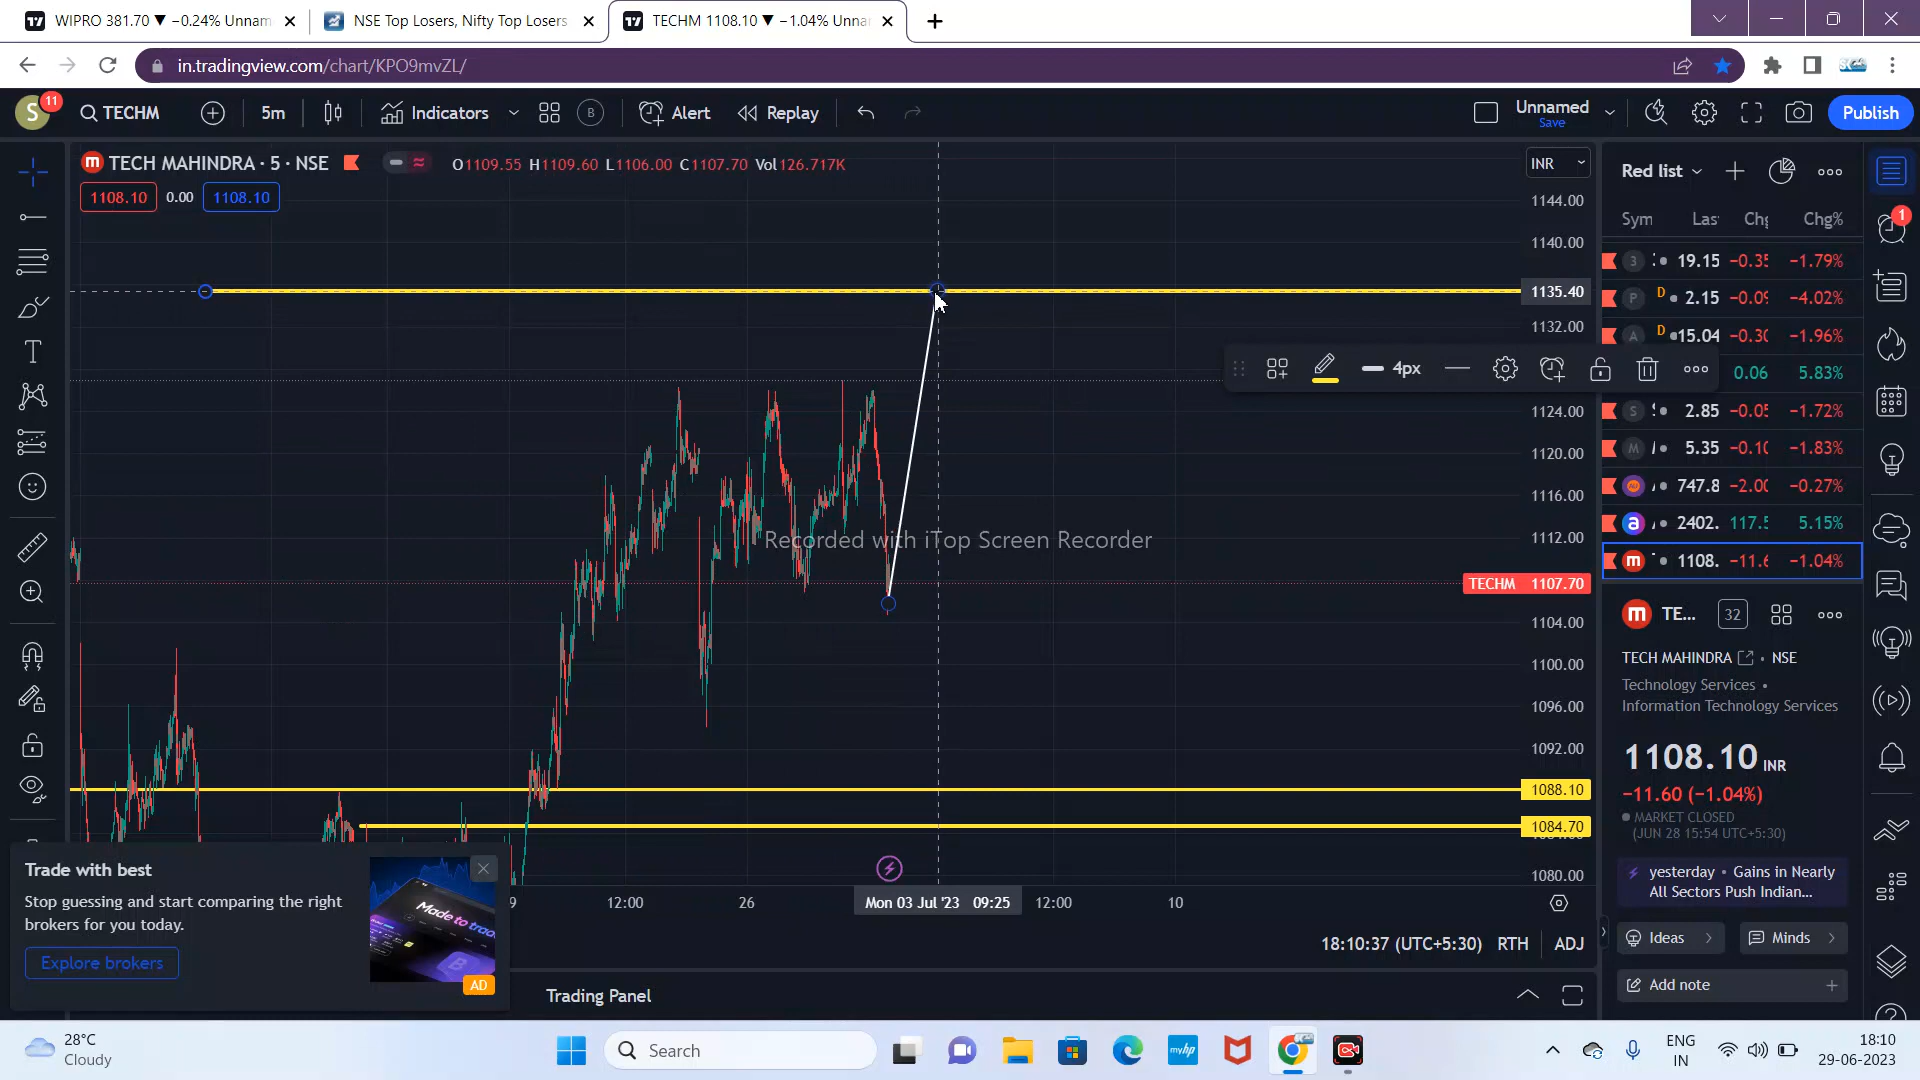 WIPRO 381.70 ▼ −0.24% Unnam
NSE Top Losers, Nifty Top Losers
TECHM 1108.10 ▼ −1.04% Unna
in.tradingview.com/chart/KPO9mvZL/
S 11 TECHM 5m Indicators B Alert Replay Unnamed Save Publish
TECH MAHINDRA · 5 · NSE O1109.55 H1109.60 L1106.00 C1107.70 Vol126.717K
1108.10 0.00 1108.10
INR
1144.00
1140.00
1135.40
1132.00
1124.00
1120.00
1116.00
1112.00
TECHM 1107.70
1104.00
1100.00
1096.00
1092.00
1088.10
1084.70
1080.00
4px
Recorded with iTop Screen Recorder
9 12:00 26 Mon 03 Jul '23 09:25 12:00 10
18:10:37 (UTC+5:30) RTH ADJ
Trading Panel
Trade with best
Stop guessing and start comparing the right
brokers for you today.
Explore brokers
AD
Red list
Sym Las Chg Chg%
3 19.15 −0.35 −1.79%
P D 2.15 −0.09 −4.02%
A D 15.04 −0.30 −1.96%
0.06 5.83%
S 2.85 −0.05 −1.72%
M 5.35 −0.10 −1.83%
747.8 −2.00 −0.27%
a 2402. 117.5 5.15%
m 1108. −11.6 −1.04%
1
m TE... 32
TECH MAHINDRA · NSE
Technology Services •
Information Technology Services
1108.10 INR
−11.60 (−1.04%)
MARKET CLOSED
(JUN 28 15:54 UTC+5:30)
yesterday • Gains in Nearly
All Sectors Push Indian...
Ideas
Minds
Add note
28°C
Cloudy
Search
myhp
ENG
IN
18:10
29-06-2023